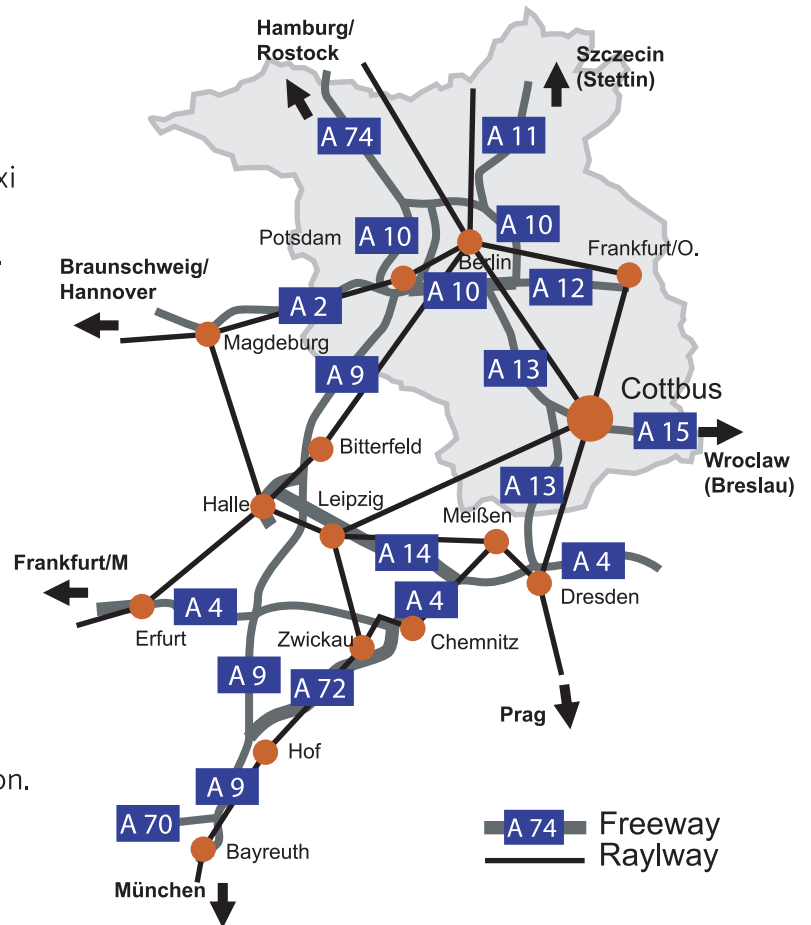 Hamburg/
Rostock
Szczecin
(Stettin)
A 74
A 11
xi
A 10
Potsdam
A 10
Berlin
Frankfurt/O.
Braunschweig/
Hannover
A 10
A 12
A 2
Magdeburg
A 9
A 13
Cottbus
A 15
Bitterfeld
Wroclaw
(Breslau)
A 13
Halle
Leipzig
Meißen
A 14
A 4
Frankfurt/M
Dresden
A 4
A 4
Erfurt
Zwickau
Chemnitz
A 9
A 72
Prag
Hof
on.
A 9
A 70
A 74
Freeway
Raylway
Bayreuth
München